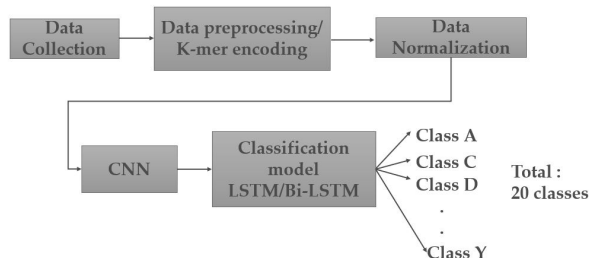 Data
Collection
Data preprocessing/
K-mer encoding
Data
Normalization
CNN
Classification
model
LSTM/Bi-LSTM
Class A
Class C
Class D
.
.
Class Y
Total :
20 classes